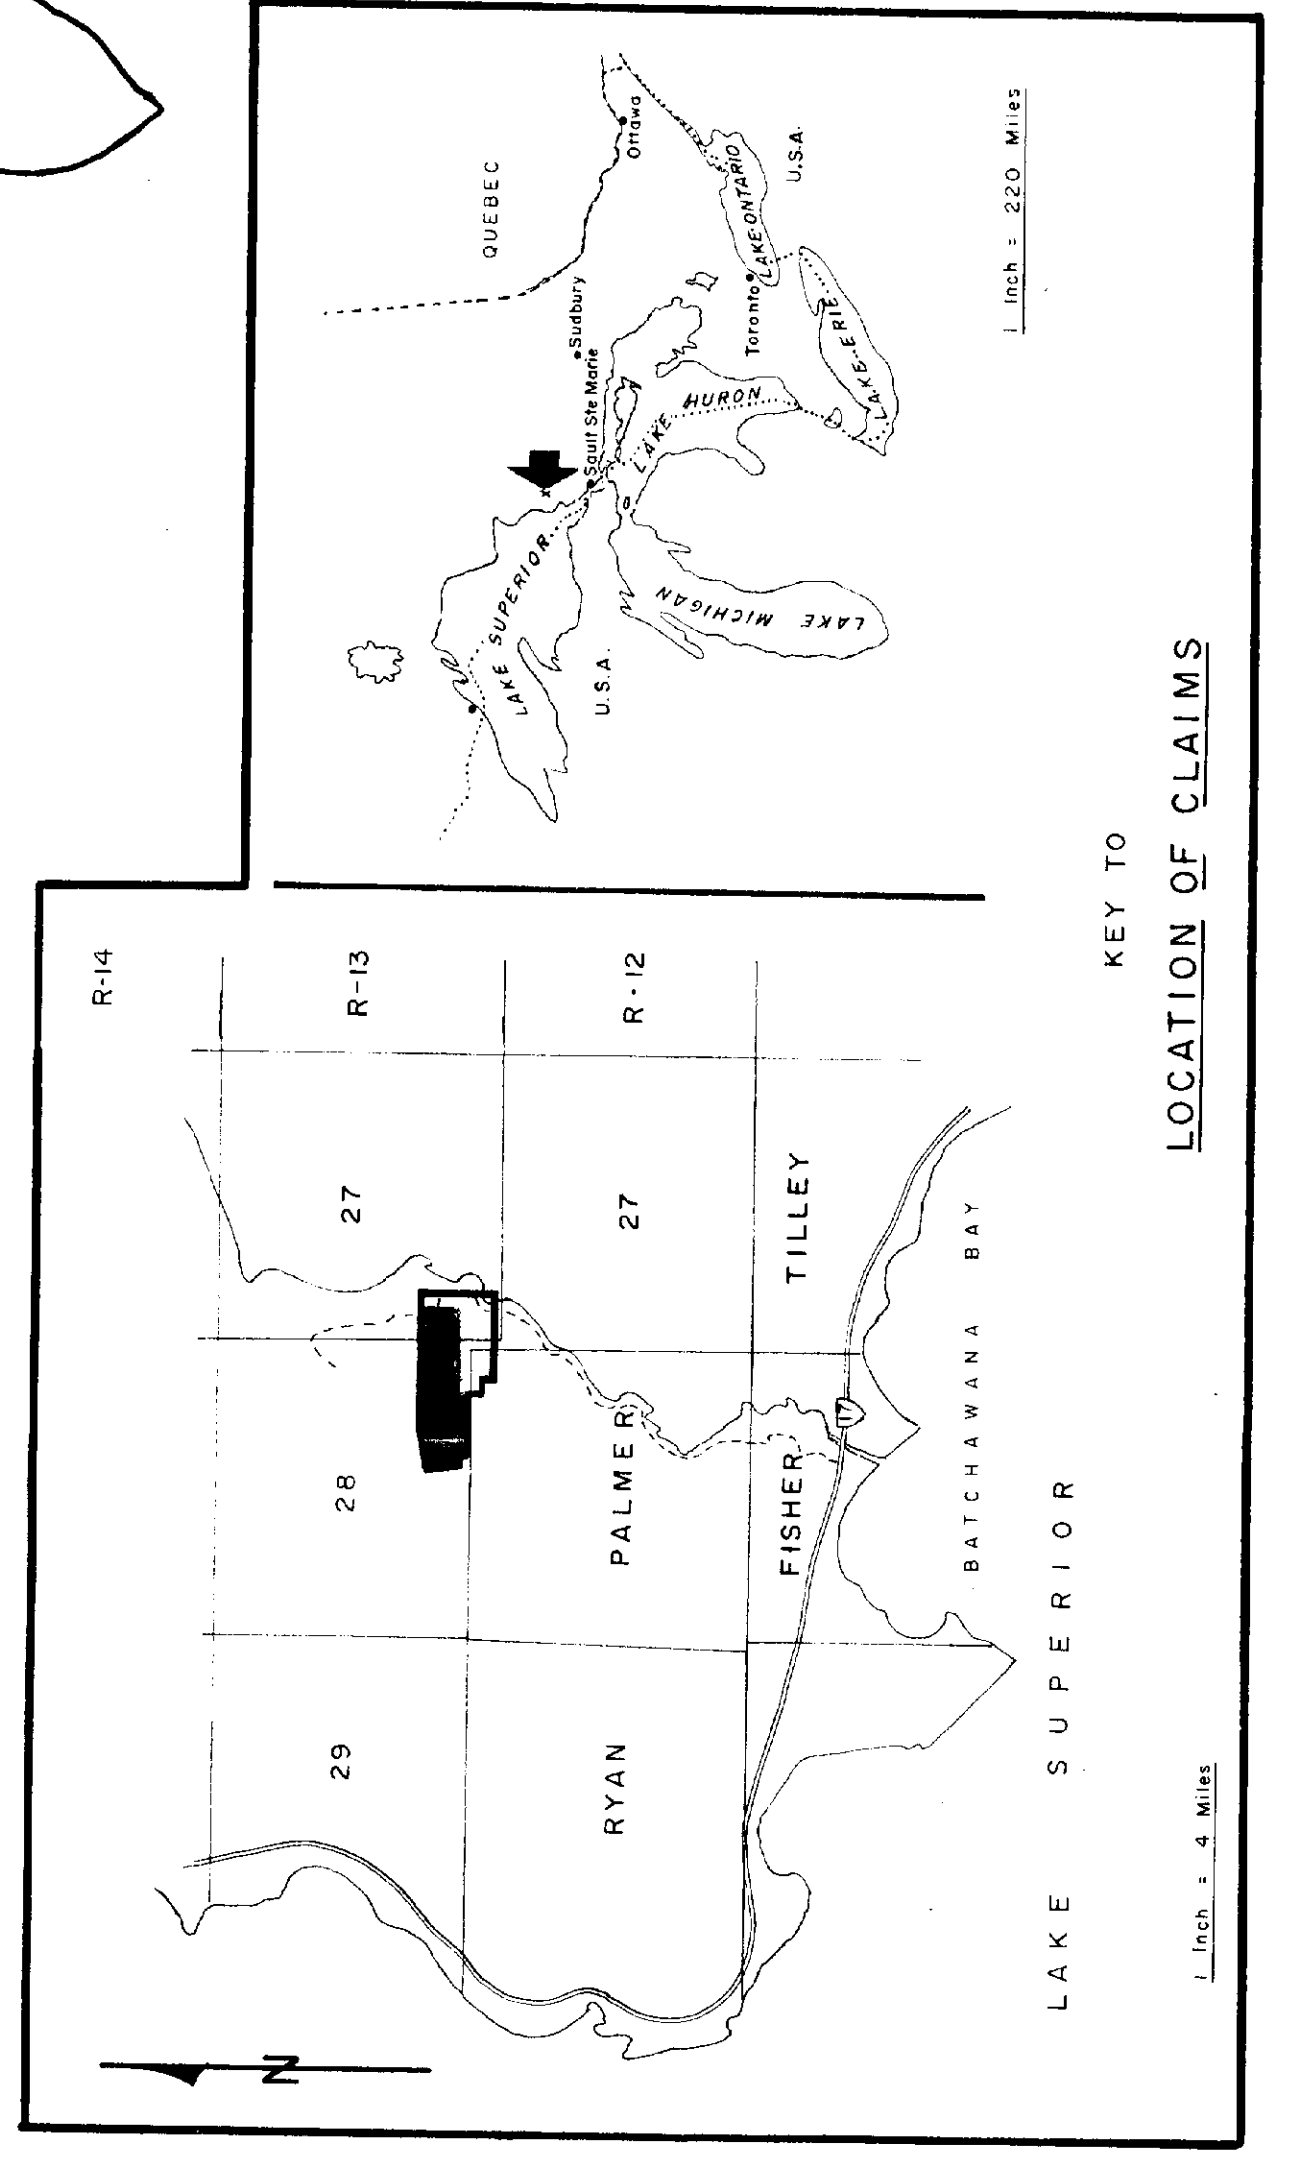 R-14
R-13
R-12
27
28
29
27
PALMER
RYAN
TILLEY
FISHER
17
BATCHAWANA BAY
LAKE SUPERIOR
N
1 Inch = 4 Miles
QUEBEC
Ottawa
Sudbury
Sault Ste Marie
Toronto
LAKE ONTARIO
LAKE ERIE
LAKE HURON
LAKE MICHIGAN
LAKE SUPERIOR
U.S.A.
U.S.A.
x
1 Inch = 220 Miles
KEY TO
LOCATION OF CLAIMS